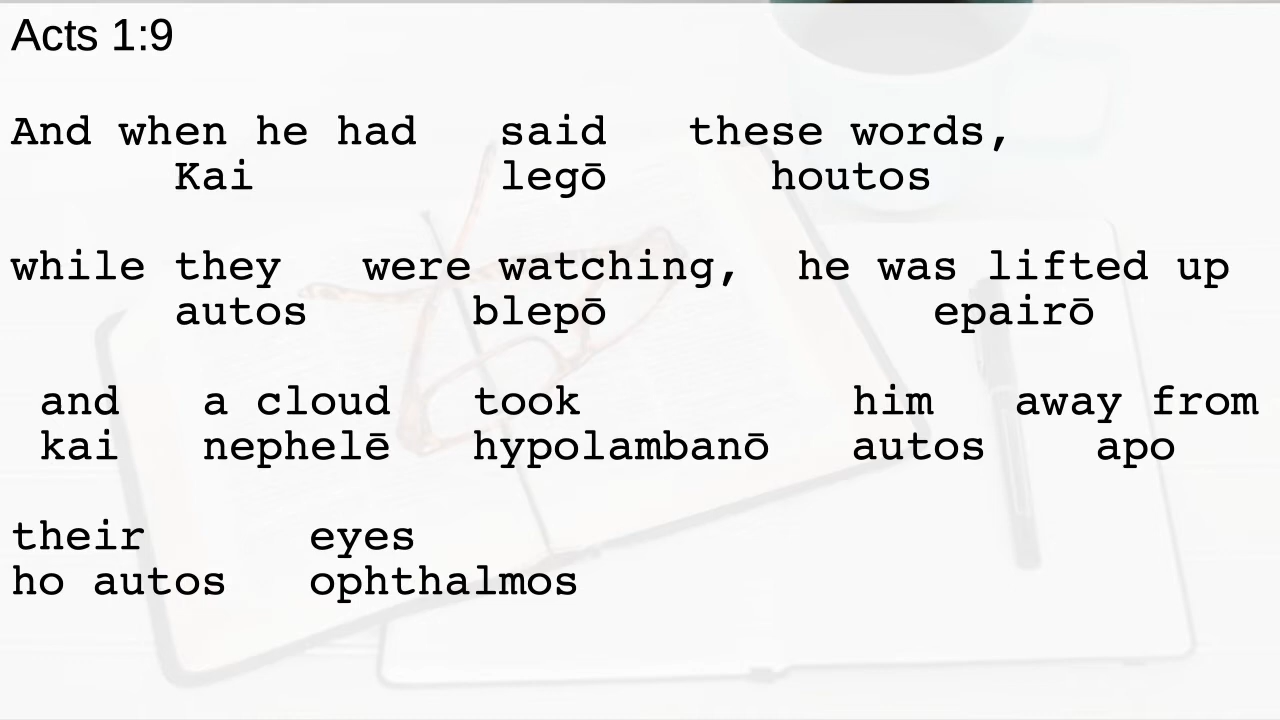 Acts 1:9
And when he had said these words,
Kai legō houtos
while they were watching, he was lifted up
autos blepō epairō
and a cloud took him away from
kai nephelē hypolambanō autos apo
their eyes
ho autos ophthalmos